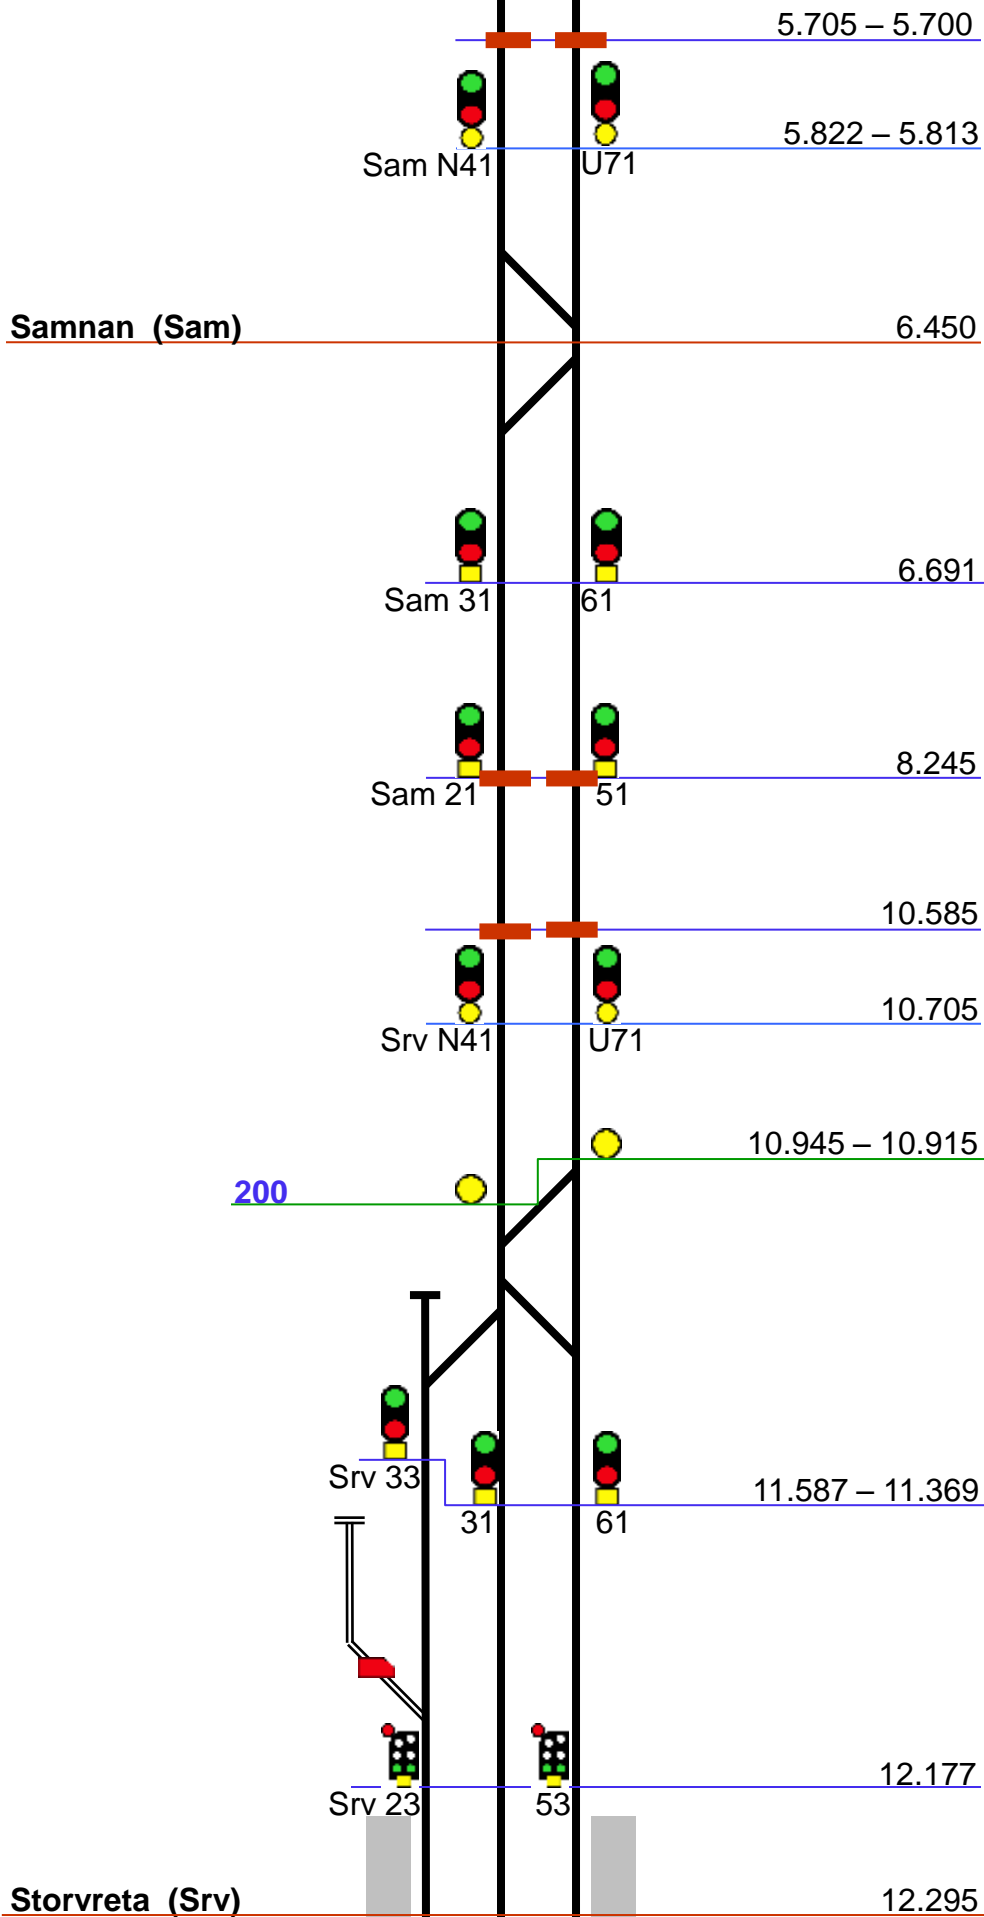 5.705 – 5.700
5.822 – 5.813
Sam N41 U71
Samnan (Sam) 6.450
6.691
Sam 31 61
8.245
Sam 21 51
10.585
10.705
Srv N41 U71
10.945 – 10.915
200
Srv 33 11.587 – 11.369
31 61
12.177
Srv 23 53
Storvreta (Srv) 12.295